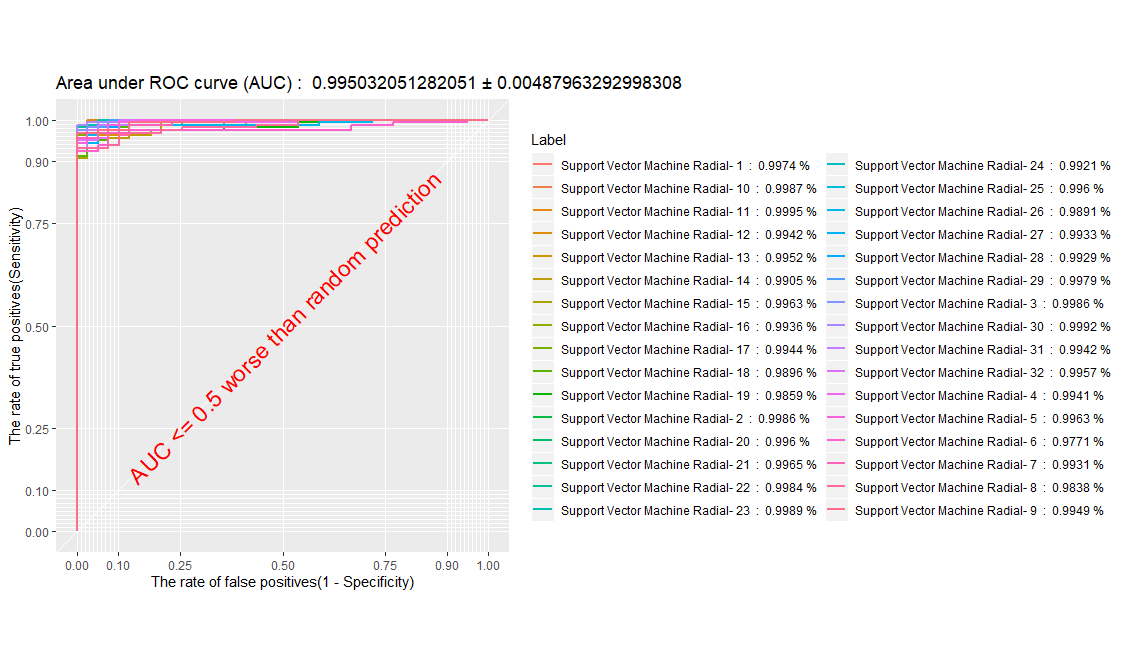 Area under ROC curve (AUC) :  0.995032051282051 ± 0.00487963292998308
The rate of true positives(Sensitivity)
1.00
0.90
0.75
0.50
0.25
0.10
0.00
AUC <= 0.5 worse than random prediction
0.00 0.10 0.25 0.50 0.75 0.90 1.00
The rate of false positives(1 - Specificity)
Label
Support Vector Machine Radial- 1 : 0.9974 %
Support Vector Machine Radial- 10 : 0.9987 %
Support Vector Machine Radial- 11 : 0.9995 %
Support Vector Machine Radial- 12 : 0.9942 %
Support Vector Machine Radial- 13 : 0.9952 %
Support Vector Machine Radial- 14 : 0.9905 %
Support Vector Machine Radial- 15 : 0.9963 %
Support Vector Machine Radial- 16 : 0.9936 %
Support Vector Machine Radial- 17 : 0.9944 %
Support Vector Machine Radial- 18 : 0.9896 %
Support Vector Machine Radial- 19 : 0.9859 %
Support Vector Machine Radial- 2 : 0.9986 %
Support Vector Machine Radial- 20 : 0.996 %
Support Vector Machine Radial- 21 : 0.9965 %
Support Vector Machine Radial- 22 : 0.9984 %
Support Vector Machine Radial- 23 : 0.9989 %
Support Vector Machine Radial- 24 : 0.9921 %
Support Vector Machine Radial- 25 : 0.996 %
Support Vector Machine Radial- 26 : 0.9891 %
Support Vector Machine Radial- 27 : 0.9933 %
Support Vector Machine Radial- 28 : 0.9929 %
Support Vector Machine Radial- 29 : 0.9979 %
Support Vector Machine Radial- 3 : 0.9986 %
Support Vector Machine Radial- 30 : 0.9992 %
Support Vector Machine Radial- 31 : 0.9942 %
Support Vector Machine Radial- 32 : 0.9957 %
Support Vector Machine Radial- 4 : 0.9941 %
Support Vector Machine Radial- 5 : 0.9963 %
Support Vector Machine Radial- 6 : 0.9771 %
Support Vector Machine Radial- 7 : 0.9931 %
Support Vector Machine Radial- 8 : 0.9838 %
Support Vector Machine Radial- 9 : 0.9949 %